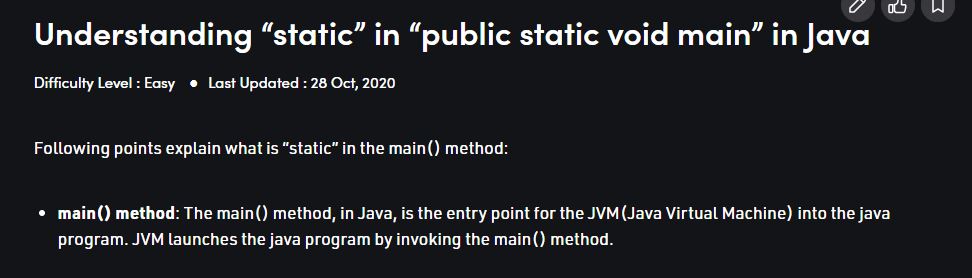 Understanding “static” in “public static void main” in Java
Difficulty Level : Easy ● Last Updated : 28 Oct, 2020
Following points explain what is “static” in the main() method:
• main() method: The main() method, in Java, is the entry point for the JVM(Java Virtual Machine) into the java
program. JVM launches the java program by invoking the main() method.